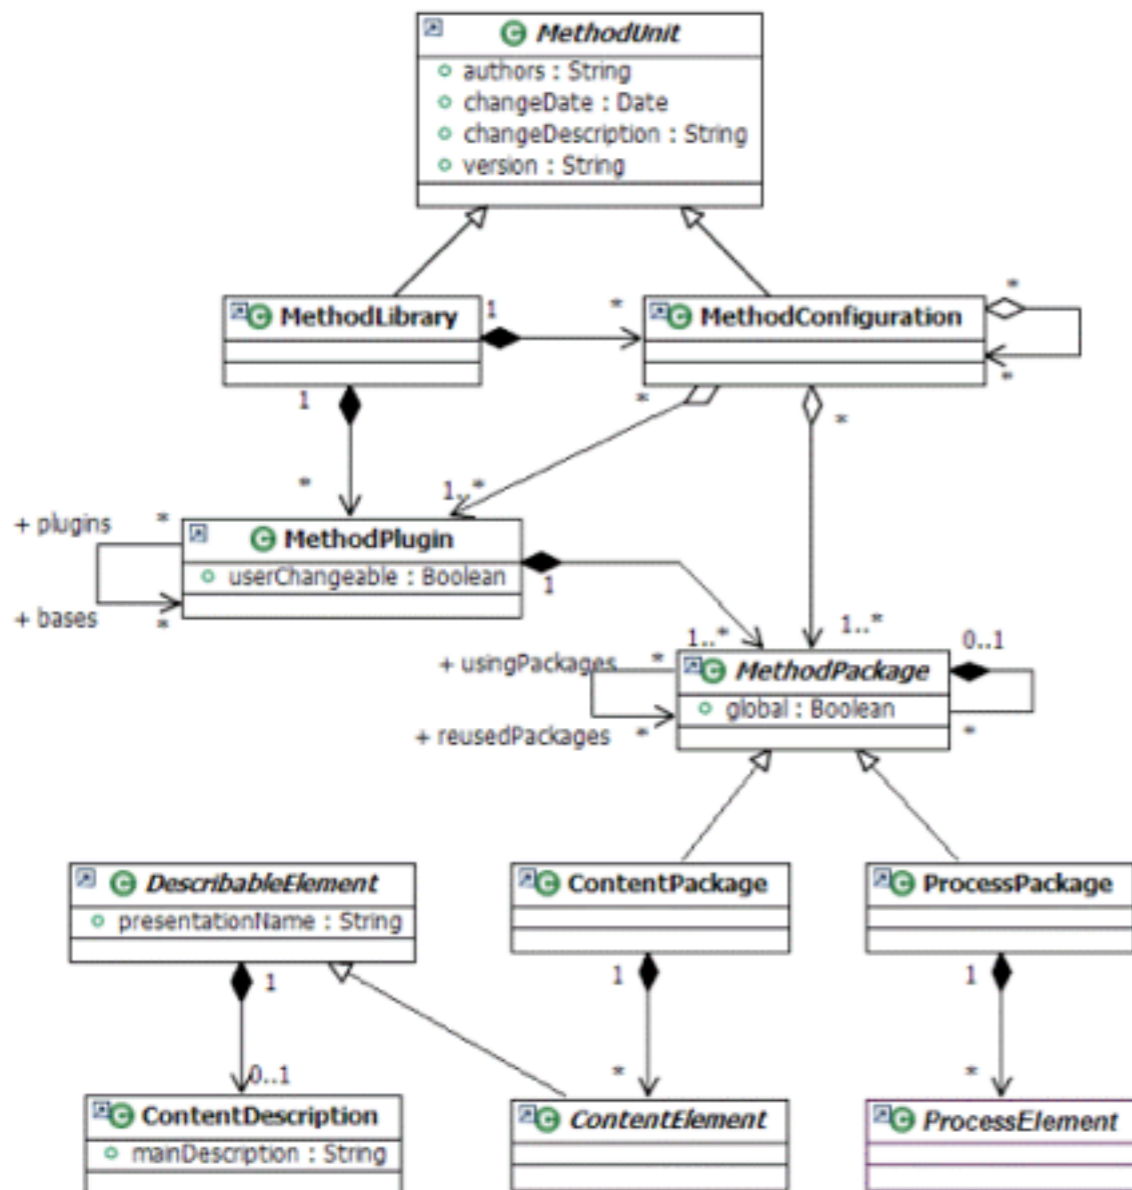 MethodUnit
authors : String
changeDate : Date
changeDescription : String
version : String
MethodLibrary
1
*
MethodConfiguration
*
*
1
*
*
*
1..*
+ plugins
*
MethodPlugin
userChangeable : Boolean
+ bases
*
1
1..*
1..*
0..1
+ usingPackages
*
MethodPackage
global : Boolean
+ reusedPackages
*
*
DescribableElement
presentationName : String
ContentPackage
ProcessPackage
1
1
1
0..1
*
*
ContentDescription
mainDescription : String
ContentElement
ProcessElement